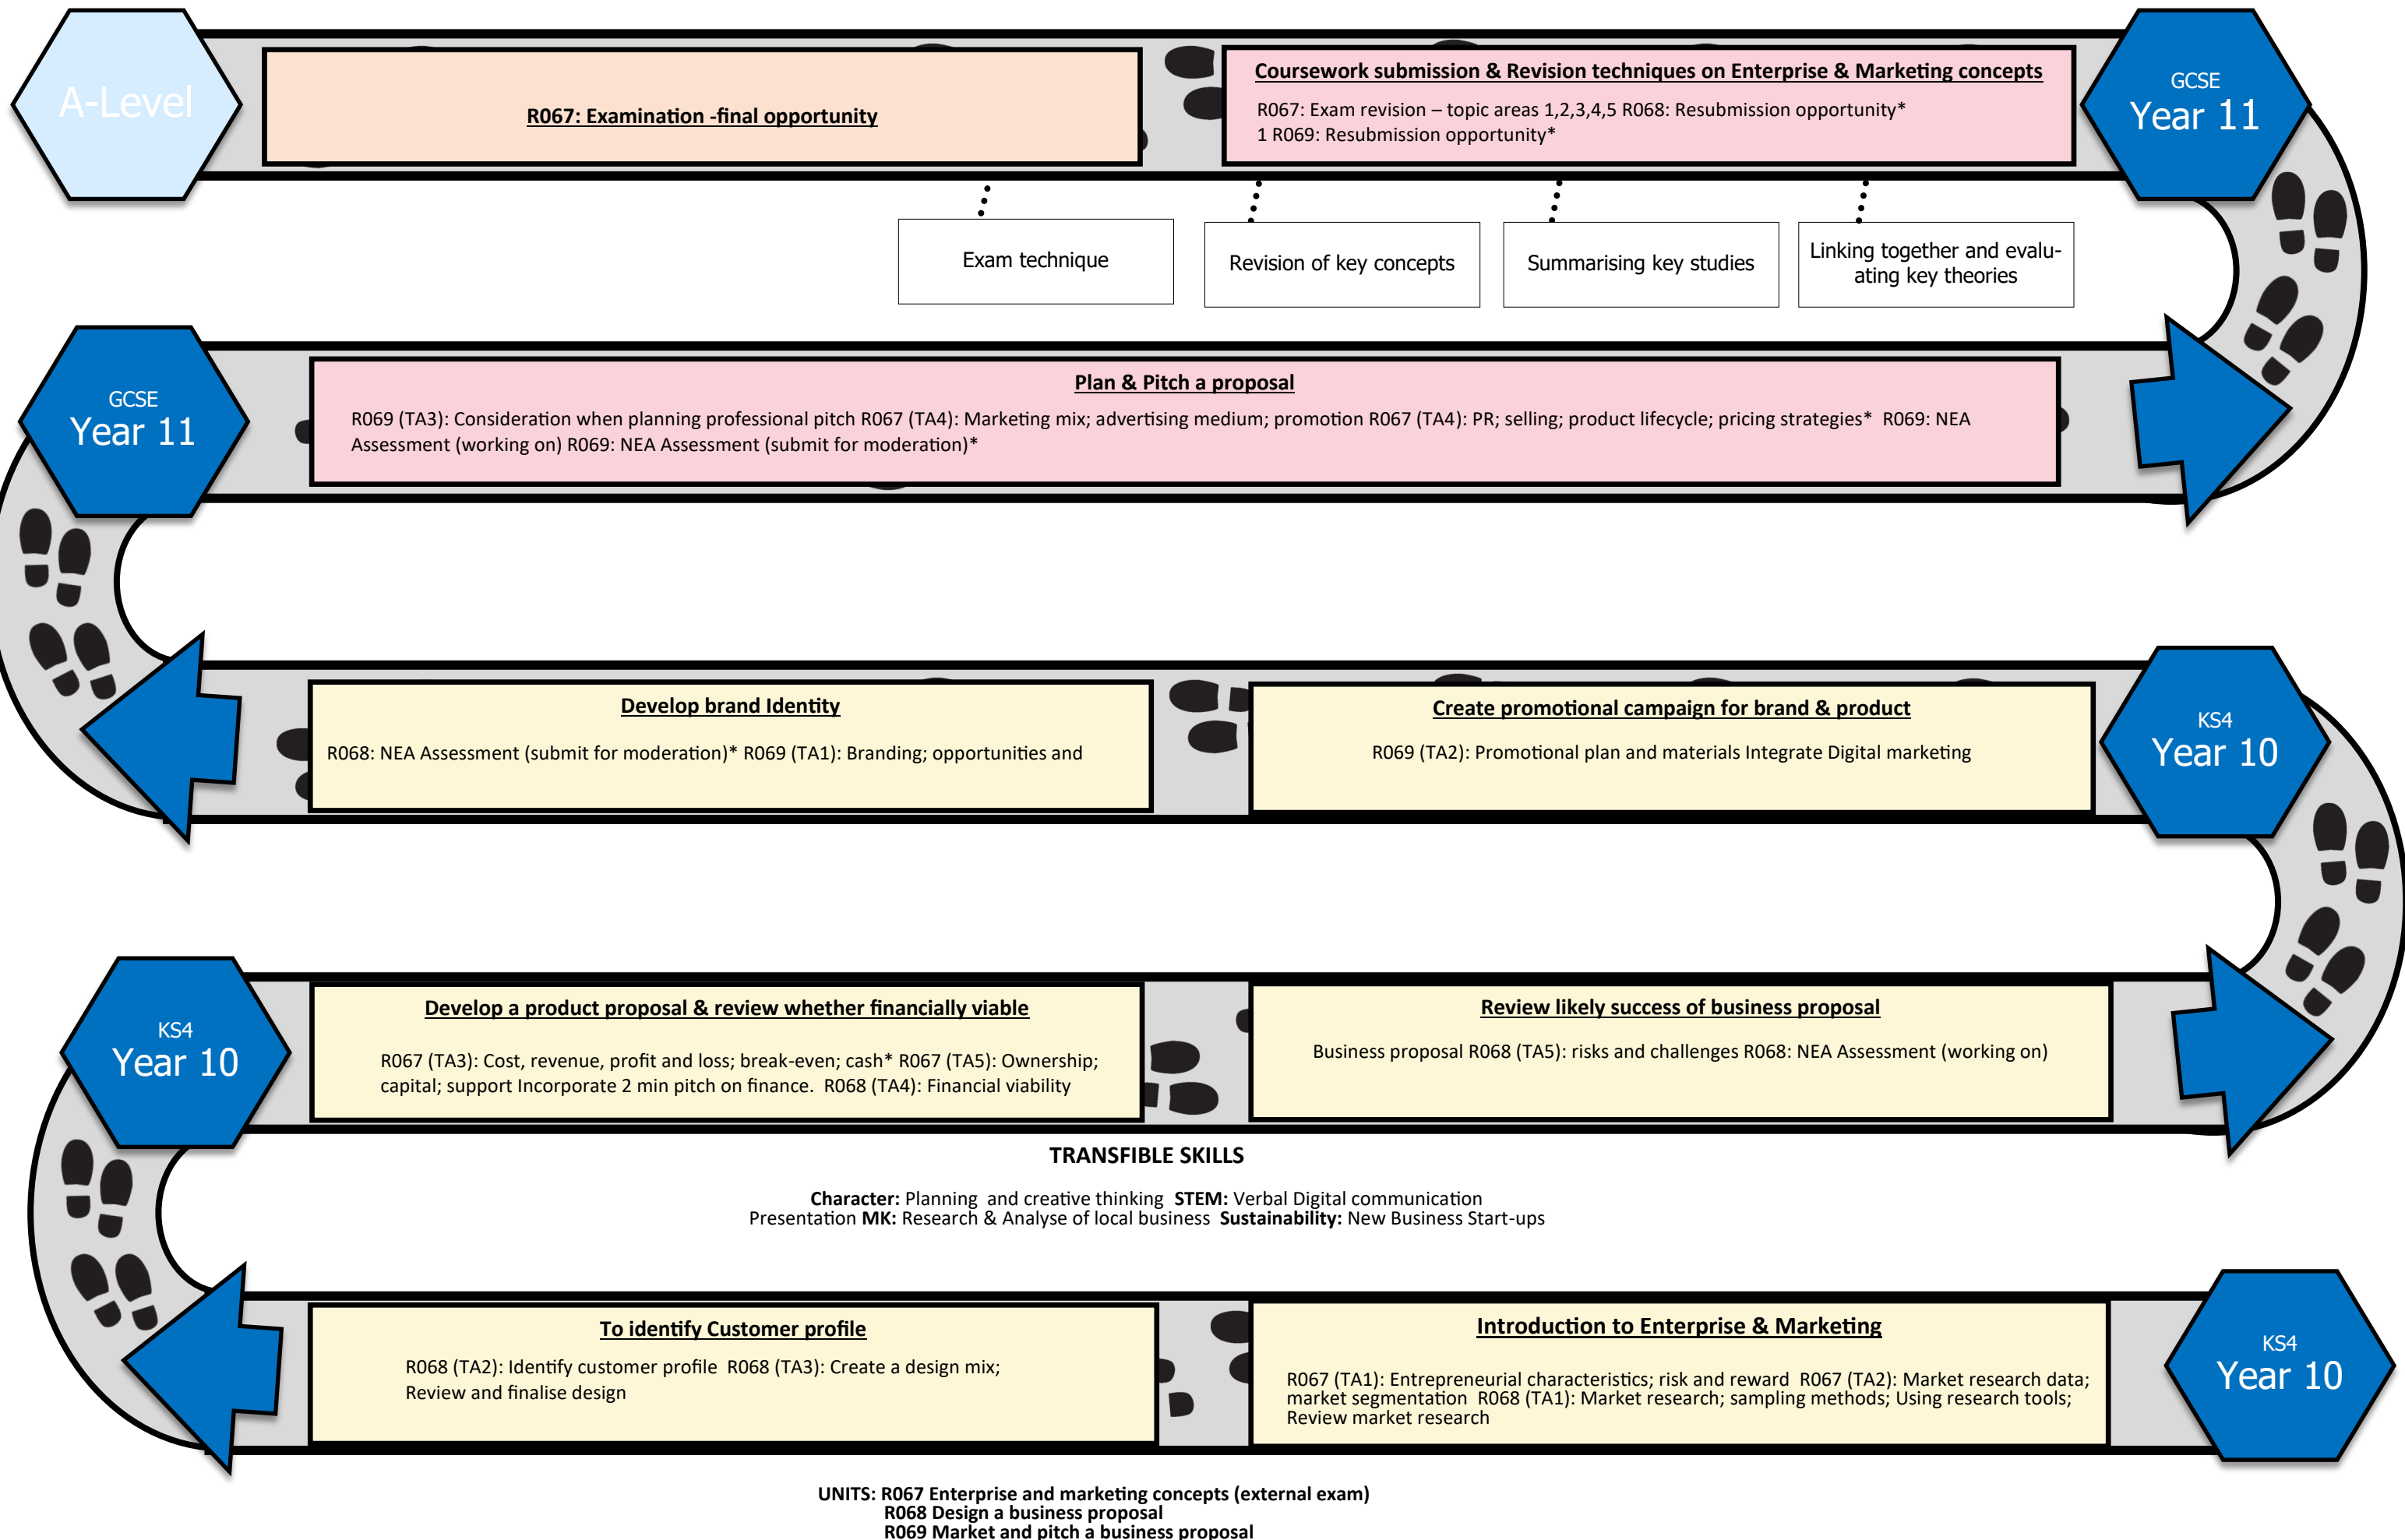 A-Level
R067: Examination -final opportunity
Coursework submission & Revision techniques on Enterprise & Marketing concepts
R067: Exam revision – topic areas 1,2,3,4,5 R068: Resubmission opportunity*
1 R069: Resubmission opportunity*
GCSE
Year 11
Exam technique
Revision of key concepts
Summarising key studies
Linking together and evalu-
ating key theories
GCSE
Year 11
Plan & Pitch a proposal
R069 (TA3): Consideration when planning professional pitch R067 (TA4): Marketing mix; advertising medium; promotion R067 (TA4): PR; selling; product lifecycle; pricing strategies* R069: NEA
Assessment (working on) R069: NEA Assessment (submit for moderation)*
Develop brand Identity
R068: NEA Assessment (submit for moderation)* R069 (TA1): Branding; opportunities and
Create promotional campaign for brand & product
R069 (TA2): Promotional plan and materials Integrate Digital marketing
KS4
Year 10
KS4
Year 10
Develop a product proposal & review whether financially viable
R067 (TA3): Cost, revenue, profit and loss; break-even; cash* R067 (TA5): Ownership;
capital; support Incorporate 2 min pitch on finance. R068 (TA4): Financial viability
Review likely success of business proposal
Business proposal R068 (TA5): risks and challenges R068: NEA Assessment (working on)
TRANSFIBLE SKILLS
Character: Planning and creative thinking STEM: Verbal Digital communication
Presentation MK: Research & Analyse of local business Sustainability: New Business Start-ups
To identify Customer profile
R068 (TA2): Identify customer profile R068 (TA3): Create a design mix;
Review and finalise design
Introduction to Enterprise & Marketing
R067 (TA1): Entrepreneurial characteristics; risk and reward R067 (TA2): Market research data;
market segmentation R068 (TA1): Market research; sampling methods; Using research tools;
Review market research
KS4
Year 10
UNITS: R067 Enterprise and marketing concepts (external exam)
R068 Design a business proposal
R069 Market and pitch a business proposal